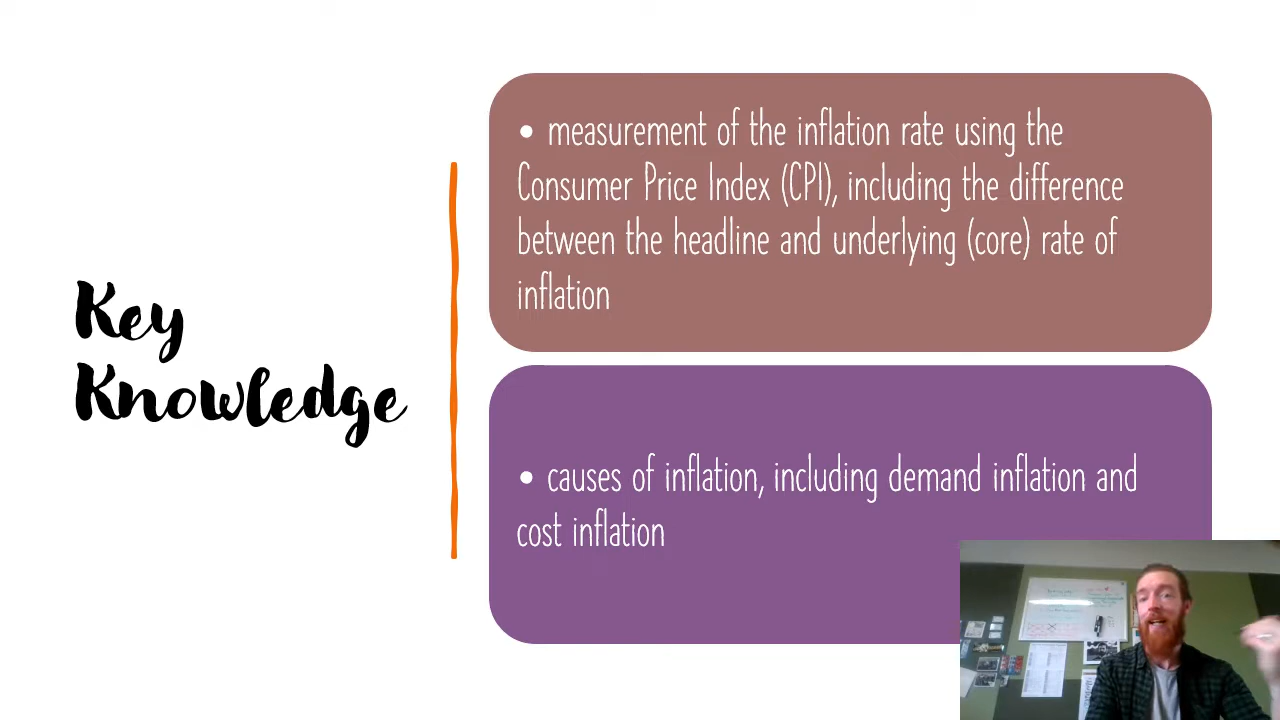 Key
Knowledge
• measurement of the inflation rate using the
Consumer Price Index (CPI), including the difference
between the headline and underlying (core) rate of
inflation
• causes of inflation, including demand inflation and
cost inflation